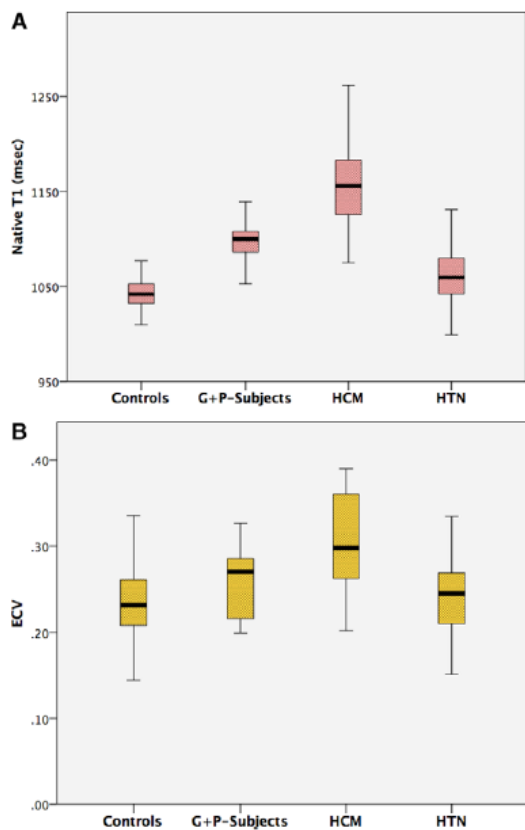 A
Native T1 (msec)
1250
1150
1050
950
Controls G+P-Subjects HCM HTN
B
ECV
.40
.30
.20
.10
.00
Controls G+P-Subjects HCM HTN